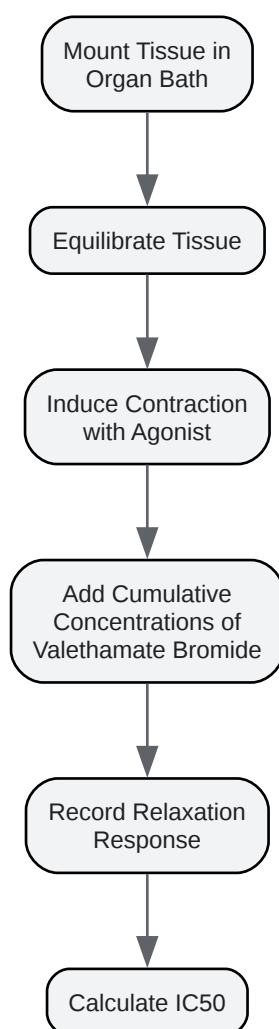 Mount Tissue in
Organ Bath
Equilibrate Tissue
Induce Contraction
with Agonist
Add Cumulative
Concentrations of
Valethamate Bromide
Record Relaxation
Response
Calculate IC50